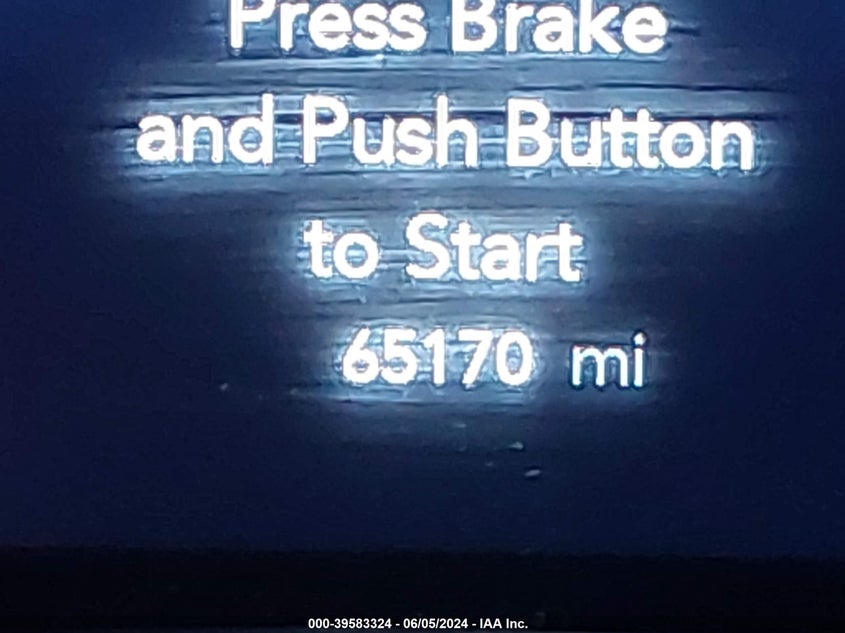 Press Brake
and Push Button
to Start
65170 mi
000-39583324 - 06/05/2024 - IAA Inc.